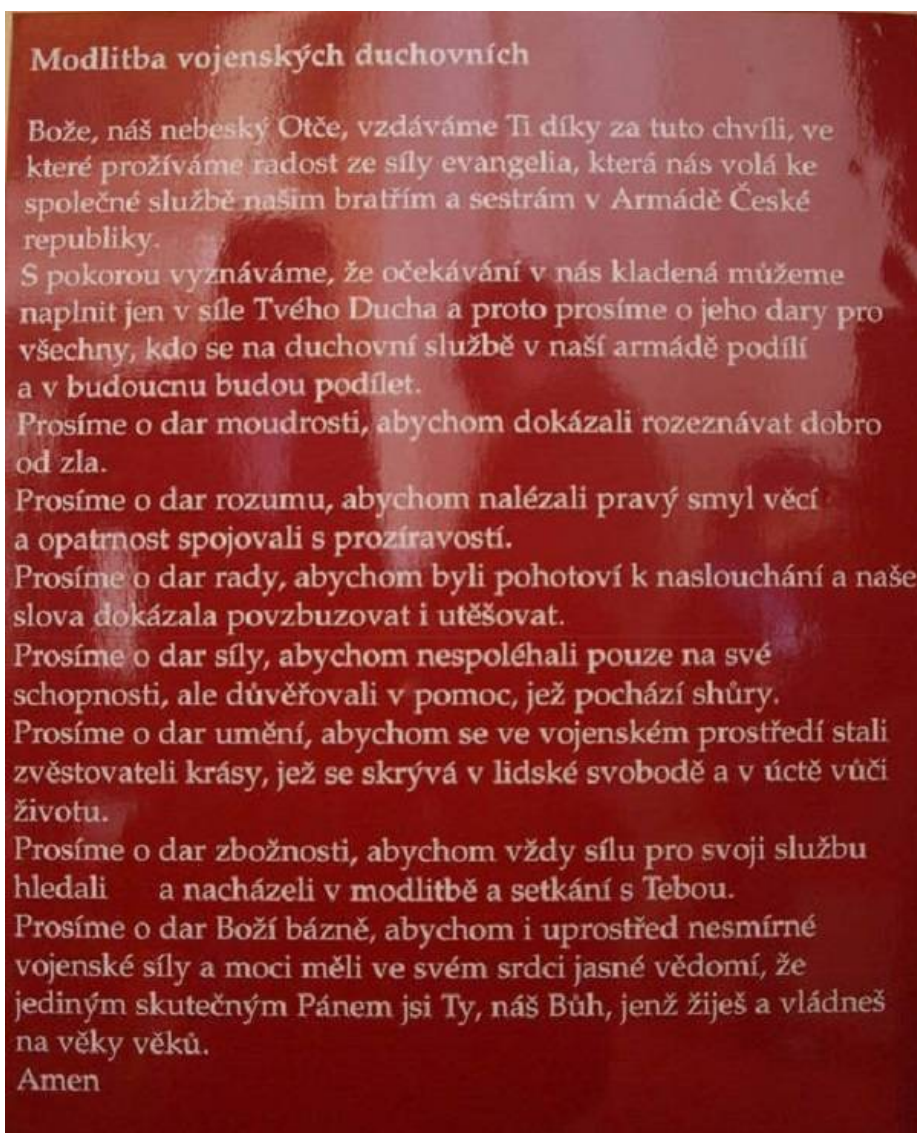 Modlitba vojenských duchovních
Bože, náš nebeský Otče, vzdáváme Ti díky za tuto chvíli, ve
které prožíváme radost ze síly evangelia, která nás volá ke
společné službě našim bratřím a sestrám v Armádě České
republiky.
S pokorou vyznáváme, že očekávání v nás kladená můžeme
naplnit jen v síle Tvého Ducha a proto prosíme o jeho dary pro
všechny, kdo se na duchovní službě v naší armádě podílí
a v budoucnu budou podílet.
Prosíme o dar moudrosti, abychom dokázali rozeznávat dobro
od zla.
Prosíme o dar rozumu, abychom nalézali pravý smyl věcí
a opatrnost spojovali s prozíravostí.
Prosíme o dar rady, abychom byli pohotoví k naslouchání a naše
slova dokázala povzbuzovat i utěšovat.
Prosíme o dar síly, abychom nespoléhali pouze na své
schopnosti, ale důvěřovali v pomoc, jež pochází shůry.
Prosíme o dar umění, abychom se ve vojenském prostředí stali
zvěstovateli krásy, jež se skrývá v lidské svobodě a v úctě vůči
životu.
Prosíme o dar zbožnosti, abychom vždy sílu pro svoji službu
hledali a nacházeli v modlitbě a setkání s Tebou.
Prosíme o dar Boží bázně, abychom i uprostřed nesmírné
vojenské síly a moci měli ve svém srdci jasné vědomí, že
jediným skutečným Pánem jsi Ty, náš Bůh, jenž žiješ a vládneš
na věky věků.
Amen